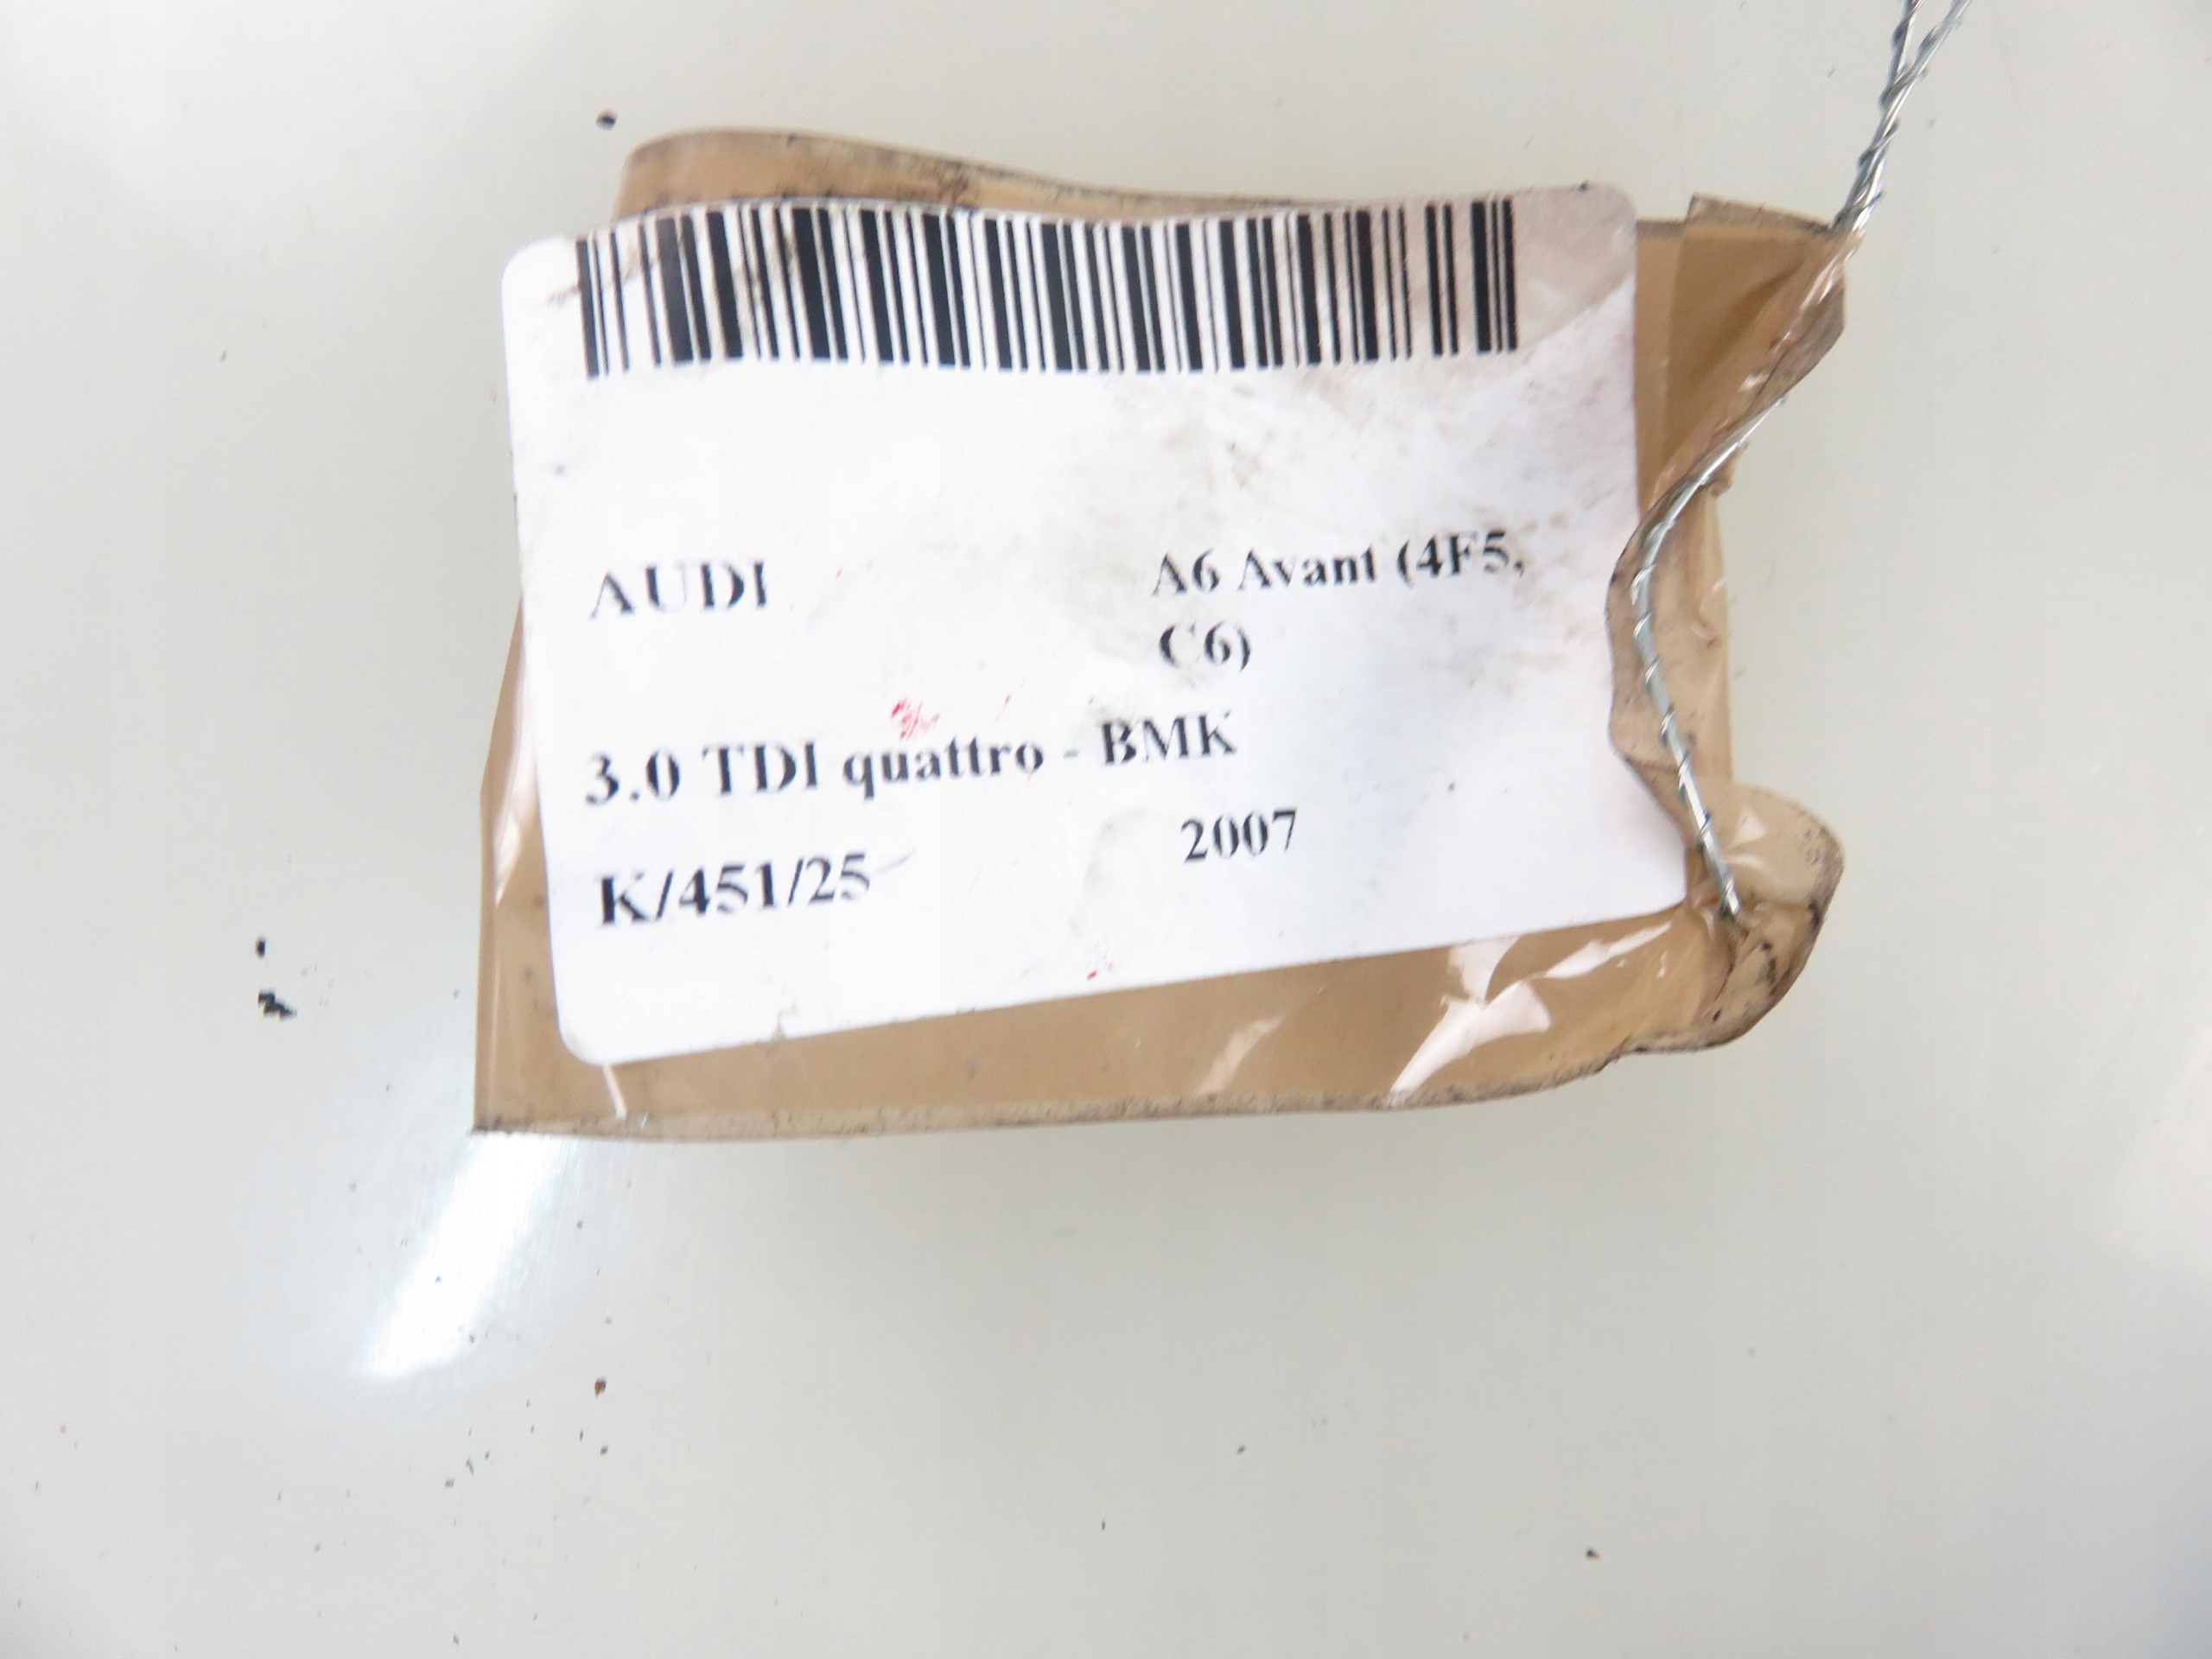 AUDI A6 Avant (4F5,
C6)
3.0 TDI quattro - BMK
K/451/25 2007